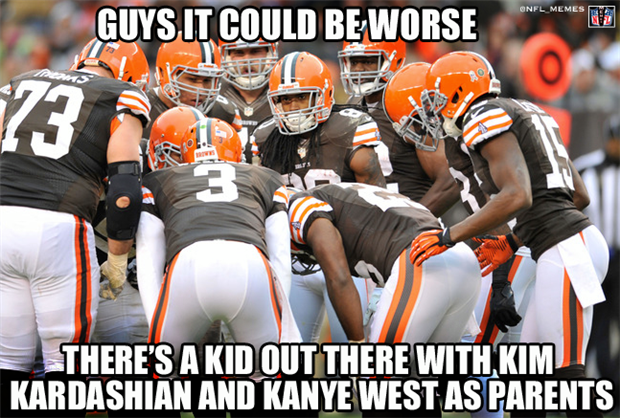 GUYS IT COULD BE WORSE
@NFL_MEMES
73
BROWNS
3
15
THERE'S A KID OUT THERE WITH KIM
KARDASHIAN AND KANYE WEST AS PARENTS